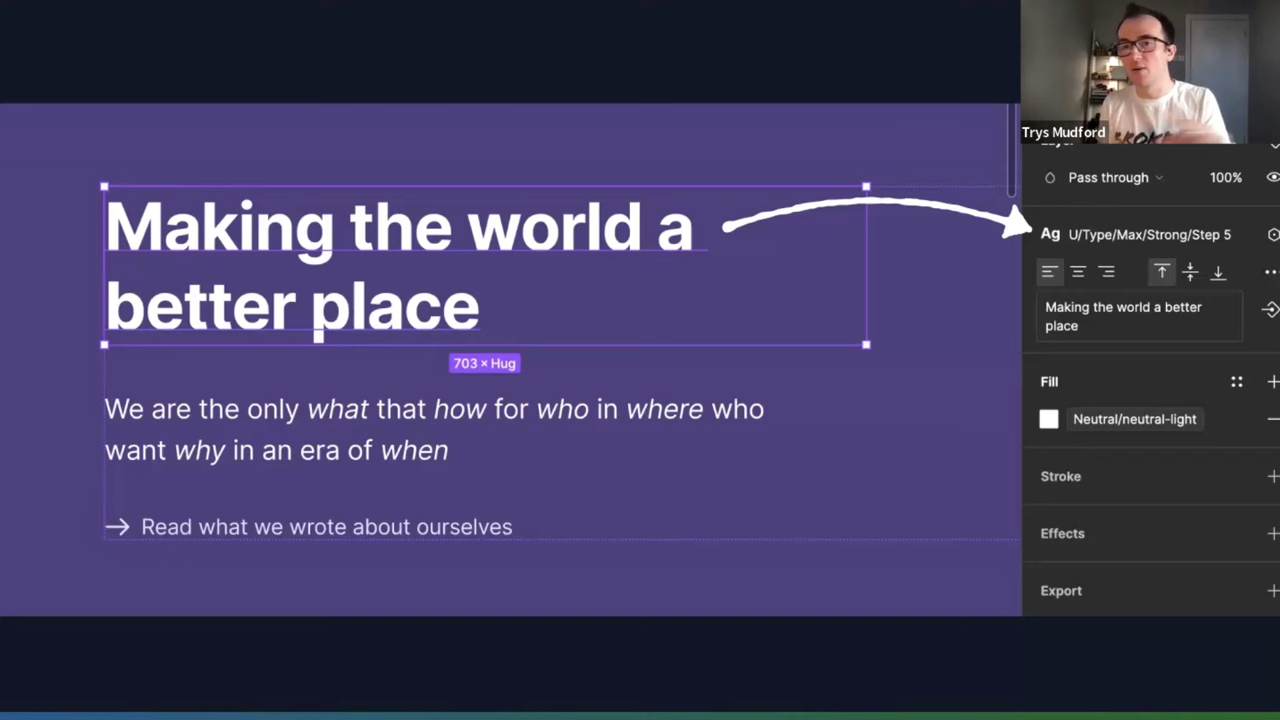 Making the world a
better place
703 × Hug
We are the only what that how for who in where who
want why in an era of when
→ Read what we wrote about ourselves
Trys Mudford
Layer
Pass through
100%
Ag U/Type/Max/Strong/Step 5
Making the world a better
place
Fill
Neutral/neutral-light
Stroke
Effects
Export